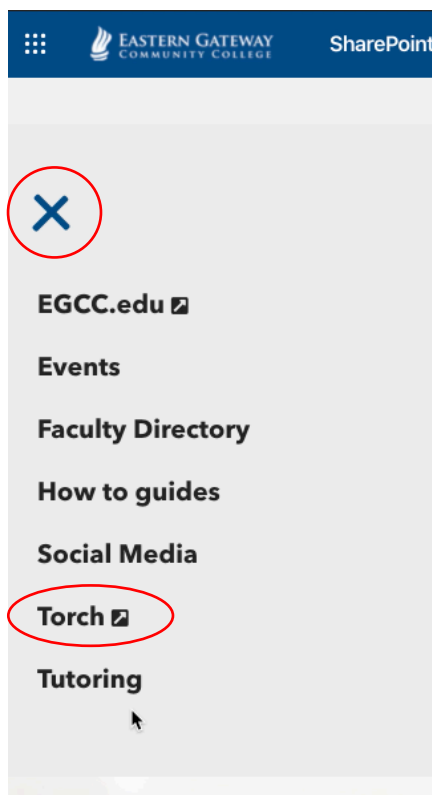 EASTERN GATEWAY
COMMUNITY COLLEGE
SharePoint
EGCC.edu
Events
Faculty Directory
How to guides
Social Media
Torch
Tutoring